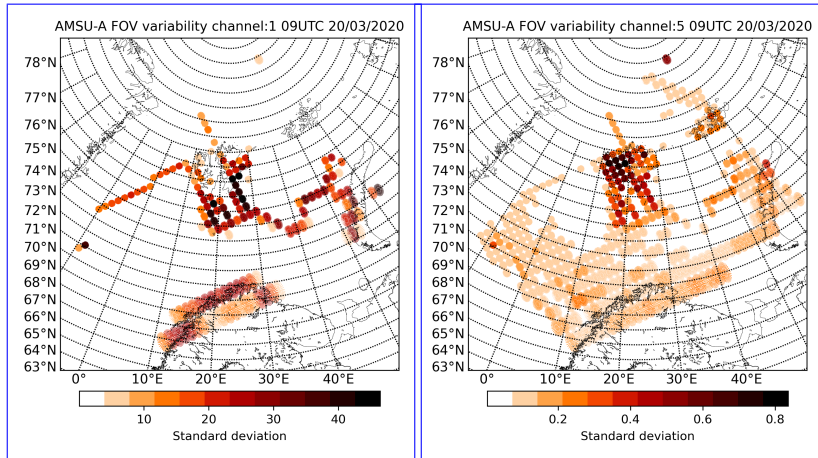 AMSU-A FOV variability channel:1 09UTC 20/03/2020
78°N
77°N
76°N
75°N
74°N
73°N
72°N
71°N
70°N
69°N
68°N
67°N
66°N
65°N
64°N
63°N
0°
10°E
20°E
30°E
40°E
10
20
30
40
Standard deviation
AMSU-A FOV variability channel:5 09UTC 20/03/2020
78°N
77°N
76°N
75°N
74°N
73°N
72°N
71°N
70°N
69°N
68°N
67°N
66°N
65°N
64°N
63°N
0°
10°E
20°E
30°E
40°E
0.2
0.4
0.6
0.8
Standard deviation